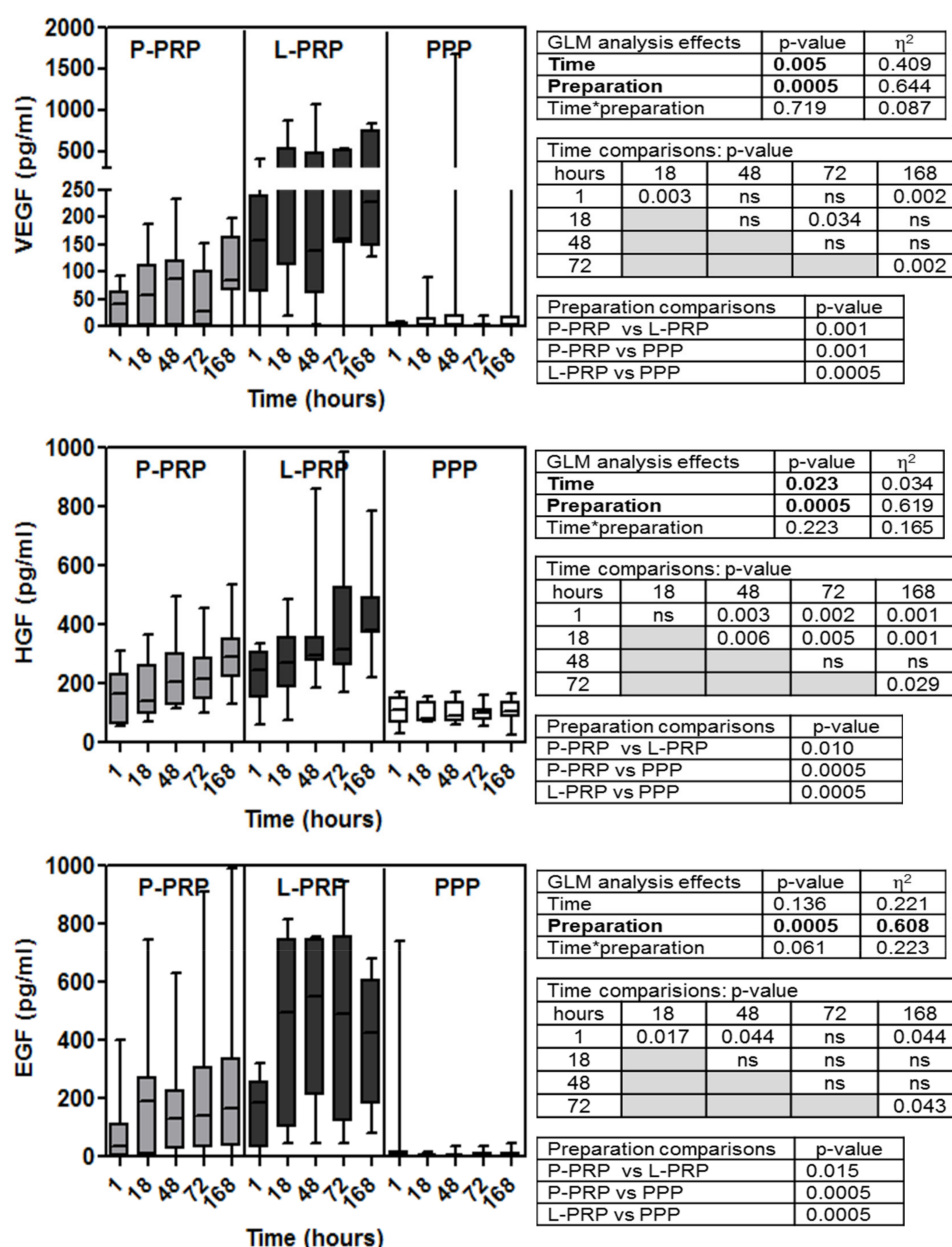 P-PRP L-PRP PPP
2000
1500
1000
500
250
200
150
100
50
0
VEGF (pg/ml)
1 18 48 72 168 1 18 48 72 168 1 18 48 72 168
Time (hours)
GLM analysis effects p-value η²
Time 0.005 0.409
Preparation 0.0005 0.644
Time*preparation 0.719 0.087
Time comparisons: p-value
hours 18 48 72 168
1 0.003 ns ns 0.002
18 ns 0.034 ns
48 ns ns
72 0.002
Preparation comparisons p-value
P-PRP vs L-PRP 0.001
P-PRP vs PPP 0.001
L-PRP vs PPP 0.0005
P-PRP L-PRP PPP
1000
800
600
400
200
0
HGF (pg/ml)
1 18 48 72 168 1 18 48 72 168 1 18 48 72 168
Time (hours)
GLM analysis effects p-value η²
Time 0.023 0.034
Preparation 0.0005 0.619
Time*preparation 0.223 0.165
Time comparisons: p-value
hours 18 48 72 168
1 ns 0.003 0.002 0.001
18 0.006 0.005 0.001
48 ns ns
72 0.029
Preparation comparisons p-value
P-PRP vs L-PRP 0.010
P-PRP vs PPP 0.0005
L-PRP vs PPP 0.0005
P-PRP L-PRP PPP
1000
800
600
400
200
0
EGF (pg/ml)
1 18 48 72 168 1 18 48 72 168 1 18 48 72 168
Time (hours)
GLM analysis effects p-value η²
Time 0.136 0.221
Preparation 0.0005 0.608
Time*preparation 0.061 0.223
Time comparisions: p-value
hours 18 48 72 168
1 0.017 0.044 ns 0.044
18 ns ns ns
48 ns ns
72 0.043
Preparation comparisons p-value
P-PRP vs L-PRP 0.015
P-PRP vs PPP 0.0005
L-PRP vs PPP 0.0005